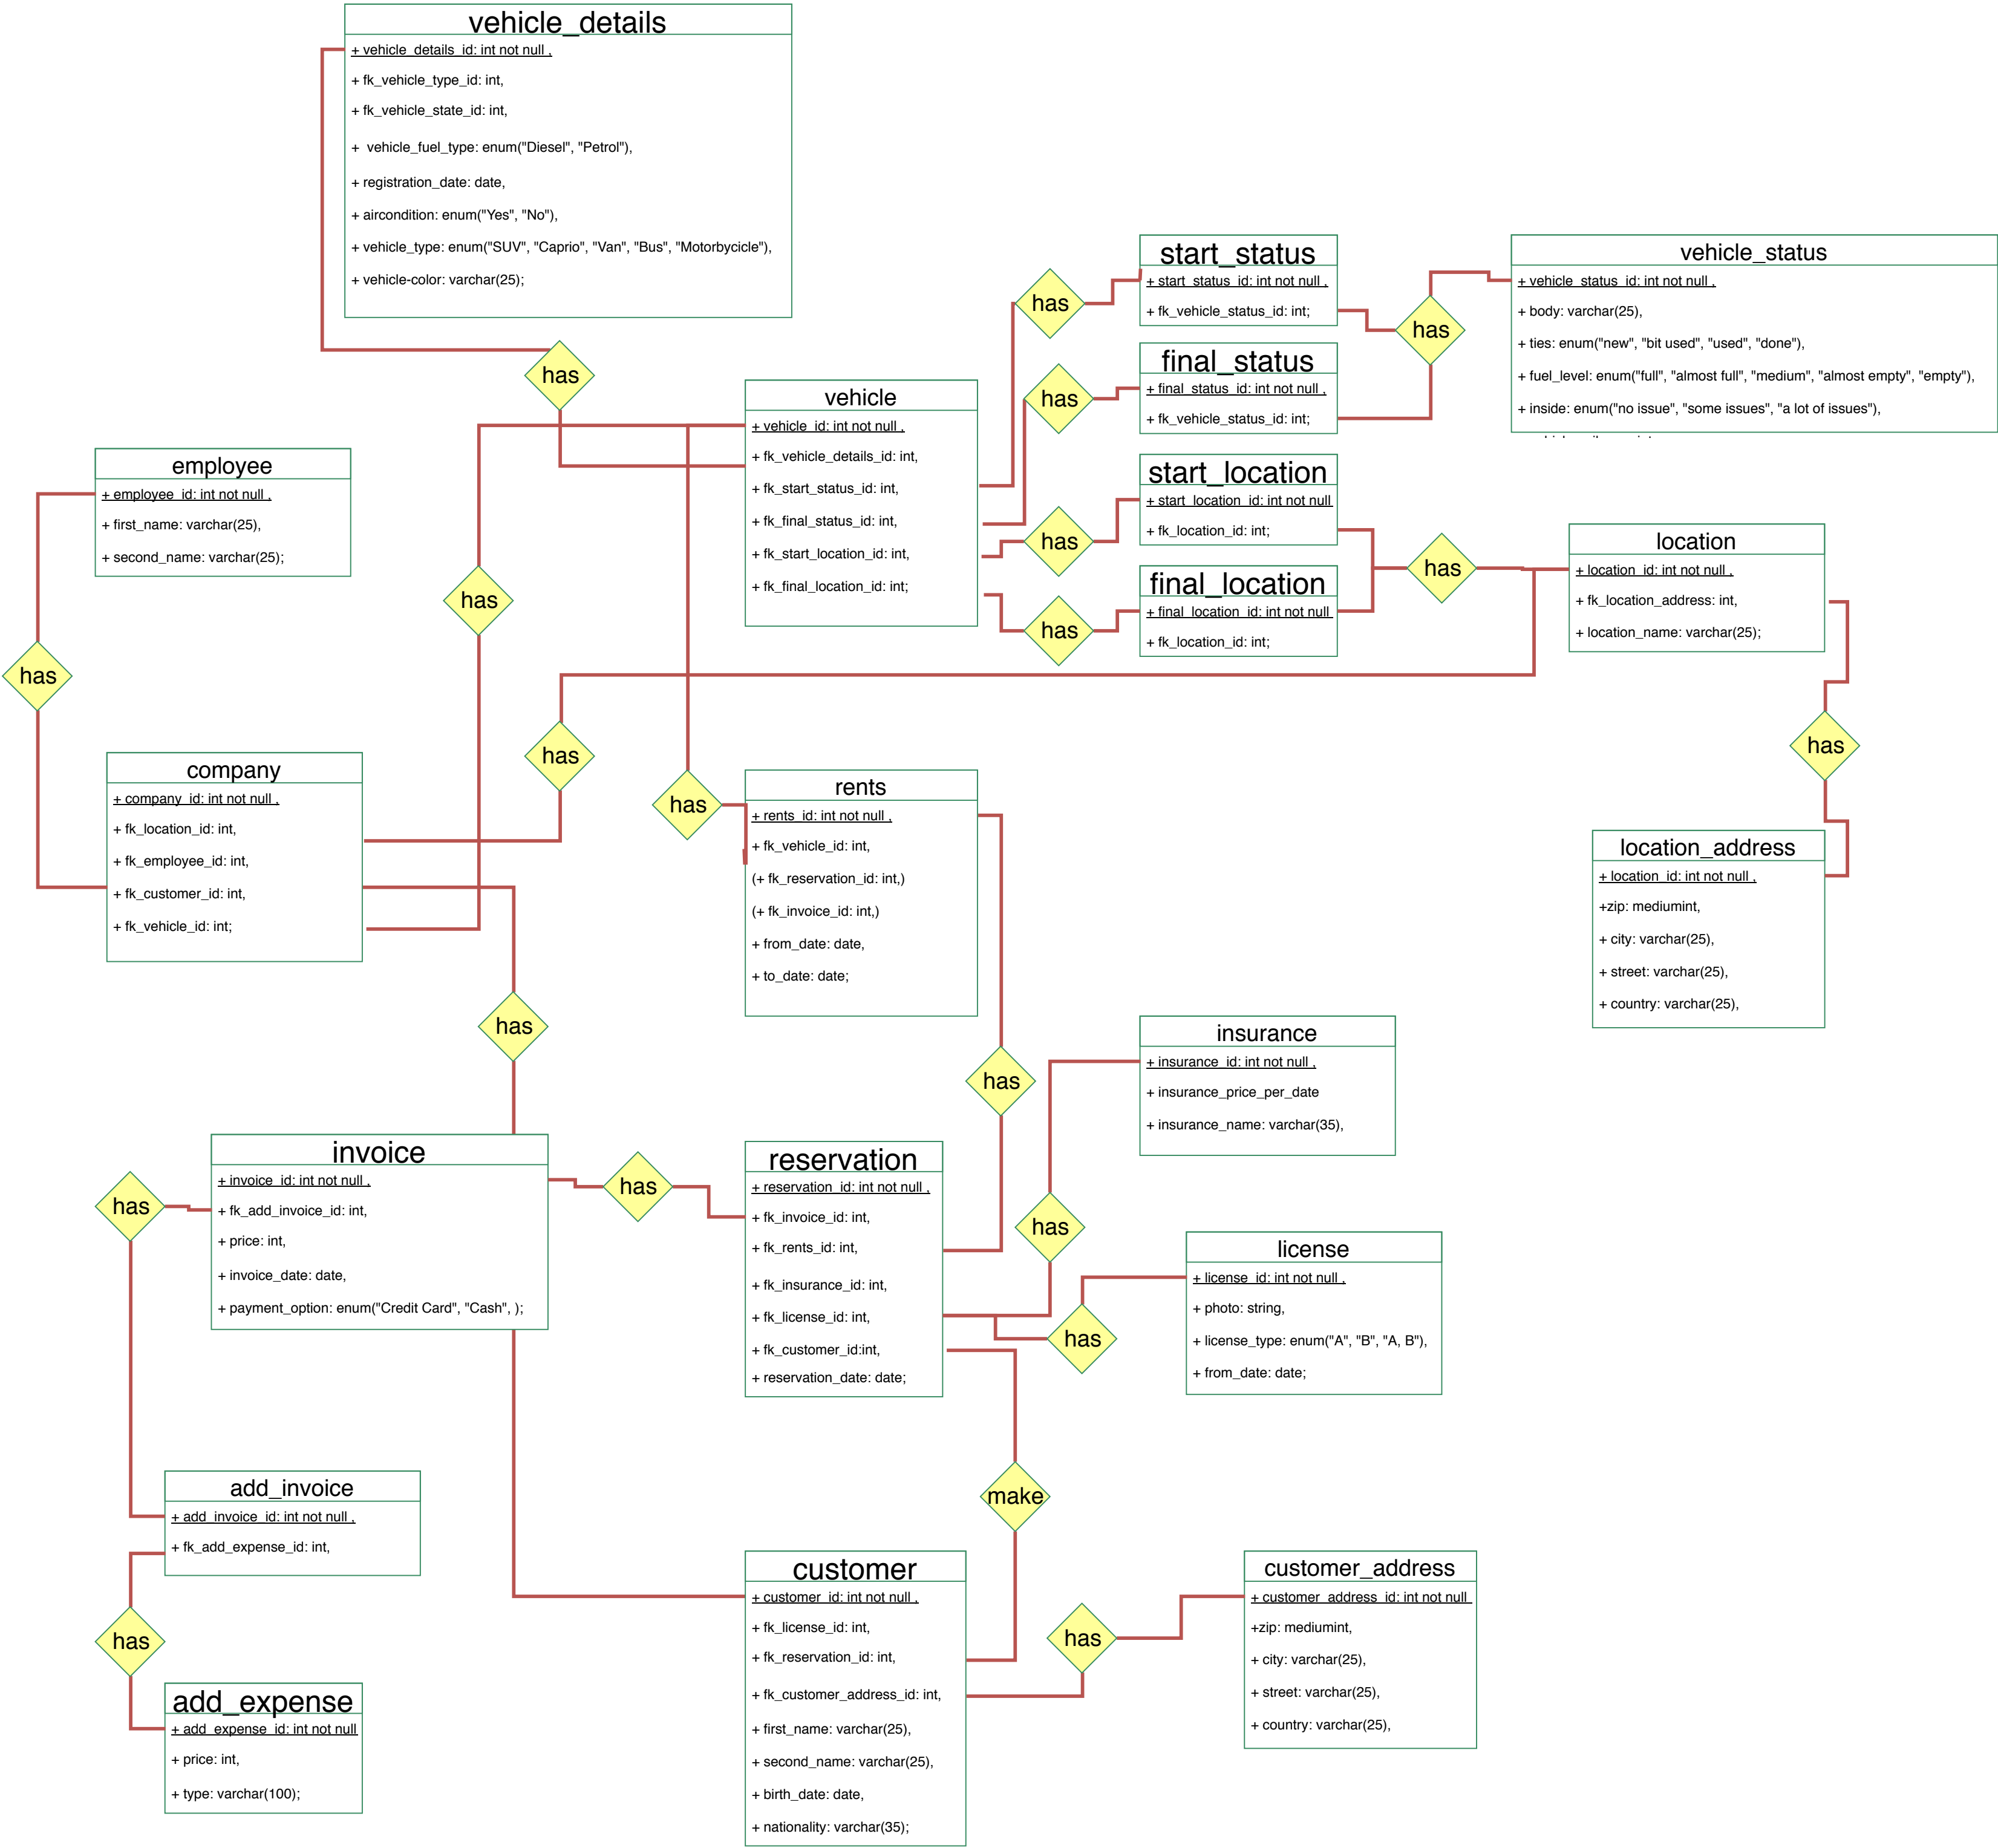 vehicle_details
+ vehicle_details_id: int not null ,
+ fk_vehicle_type_id: int,
+ fk_vehicle_state_id: int,
+ vehicle_fuel_type: enum("Diesel", "Petrol"),
+ registration_date: date,
+ aircondition: enum("Yes", "No"),
+ vehicle_type: enum("SUV", "Caprio", "Van", "Bus", "Motorbycicle"),
+ vehicle-color: varchar(25);
has
vehicle
+ vehicle_id: int not null ,
+ fk_vehicle_details_id: int,
+ fk_start_status_id: int,
+ fk_final_status_id: int,
+ fk_start_location_id: int,
+ fk_final_location_id: int;
has
has
has
has
start_status
+ start_status_id: int not null ,
+ fk_vehicle_status_id: int;
final_status
+ final_status_id: int not null ,
+ fk_vehicle_status_id: int;
has
vehicle_status
+ vehicle_status_id: int not null ,
+ body: varchar(25),
+ ties: enum("new", "bit used", "used", "done"),
+ fuel_level: enum("full", "almost full", "medium", "almost empty", "empty"),
+ inside: enum("no issue", "some issues", "a lot of issues"),
start_location
+ start_location_id: int not null
+ fk_location_id: int;
final_location
+ final_location_id: int not null
+ fk_location_id: int;
has
location
+ location_id: int not null ,
+ fk_location_address: int,
+ location_name: varchar(25);
has
location_address
+ location_id: int not null ,
+zip: mediumint,
+ city: varchar(25),
+ street: varchar(25),
+ country: varchar(25),
employee
+ employee_id: int not null ,
+ first_name: varchar(25),
+ second_name: varchar(25);
has
has
has
company
+ company_id: int not null ,
+ fk_location_id: int,
+ fk_employee_id: int,
+ fk_customer_id: int,
+ fk_vehicle_id: int;
has
has
rents
+ rents_id: int not null ,
+ fk_vehicle_id: int,
(+ fk_reservation_id: int,)
(+ fk_invoice_id: int,)
+ from_date: date,
+ to_date: date;
has
insurance
+ insurance_id: int not null ,
+ insurance_price_per_date
+ insurance_name: varchar(35),
invoice
+ invoice_id: int not null ,
+ fk_add_invoice_id: int,
+ price: int,
+ invoice_date: date,
+ payment_option: enum("Credit Card", "Cash", );
has
has
reservation
+ reservation_id: int not null ,
+ fk_invoice_id: int,
+ fk_rents_id: int,
+ fk_insurance_id: int,
+ fk_license_id: int,
+ fk_customer_id:int,
+ reservation_date: date;
has
has
license
+ license_id: int not null ,
+ photo: string,
+ license_type: enum("A", "B", "A, B"),
+ from_date: date;
make
add_invoice
+ add_invoice_id: int not null ,
+ fk_add_expense_id: int,
has
add_expense
+ add_expense_id: int not null
+ price: int,
+ type: varchar(100);
customer
+ customer_id: int not null ,
+ fk_license_id: int,
+ fk_reservation_id: int,
+ fk_customer_address_id: int,
+ first_name: varchar(25),
+ second_name: varchar(25),
+ birth_date: date,
+ nationality: varchar(35);
has
customer_address
+ customer_address_id: int not null
+zip: mediumint,
+ city: varchar(25),
+ street: varchar(25),
+ country: varchar(25),